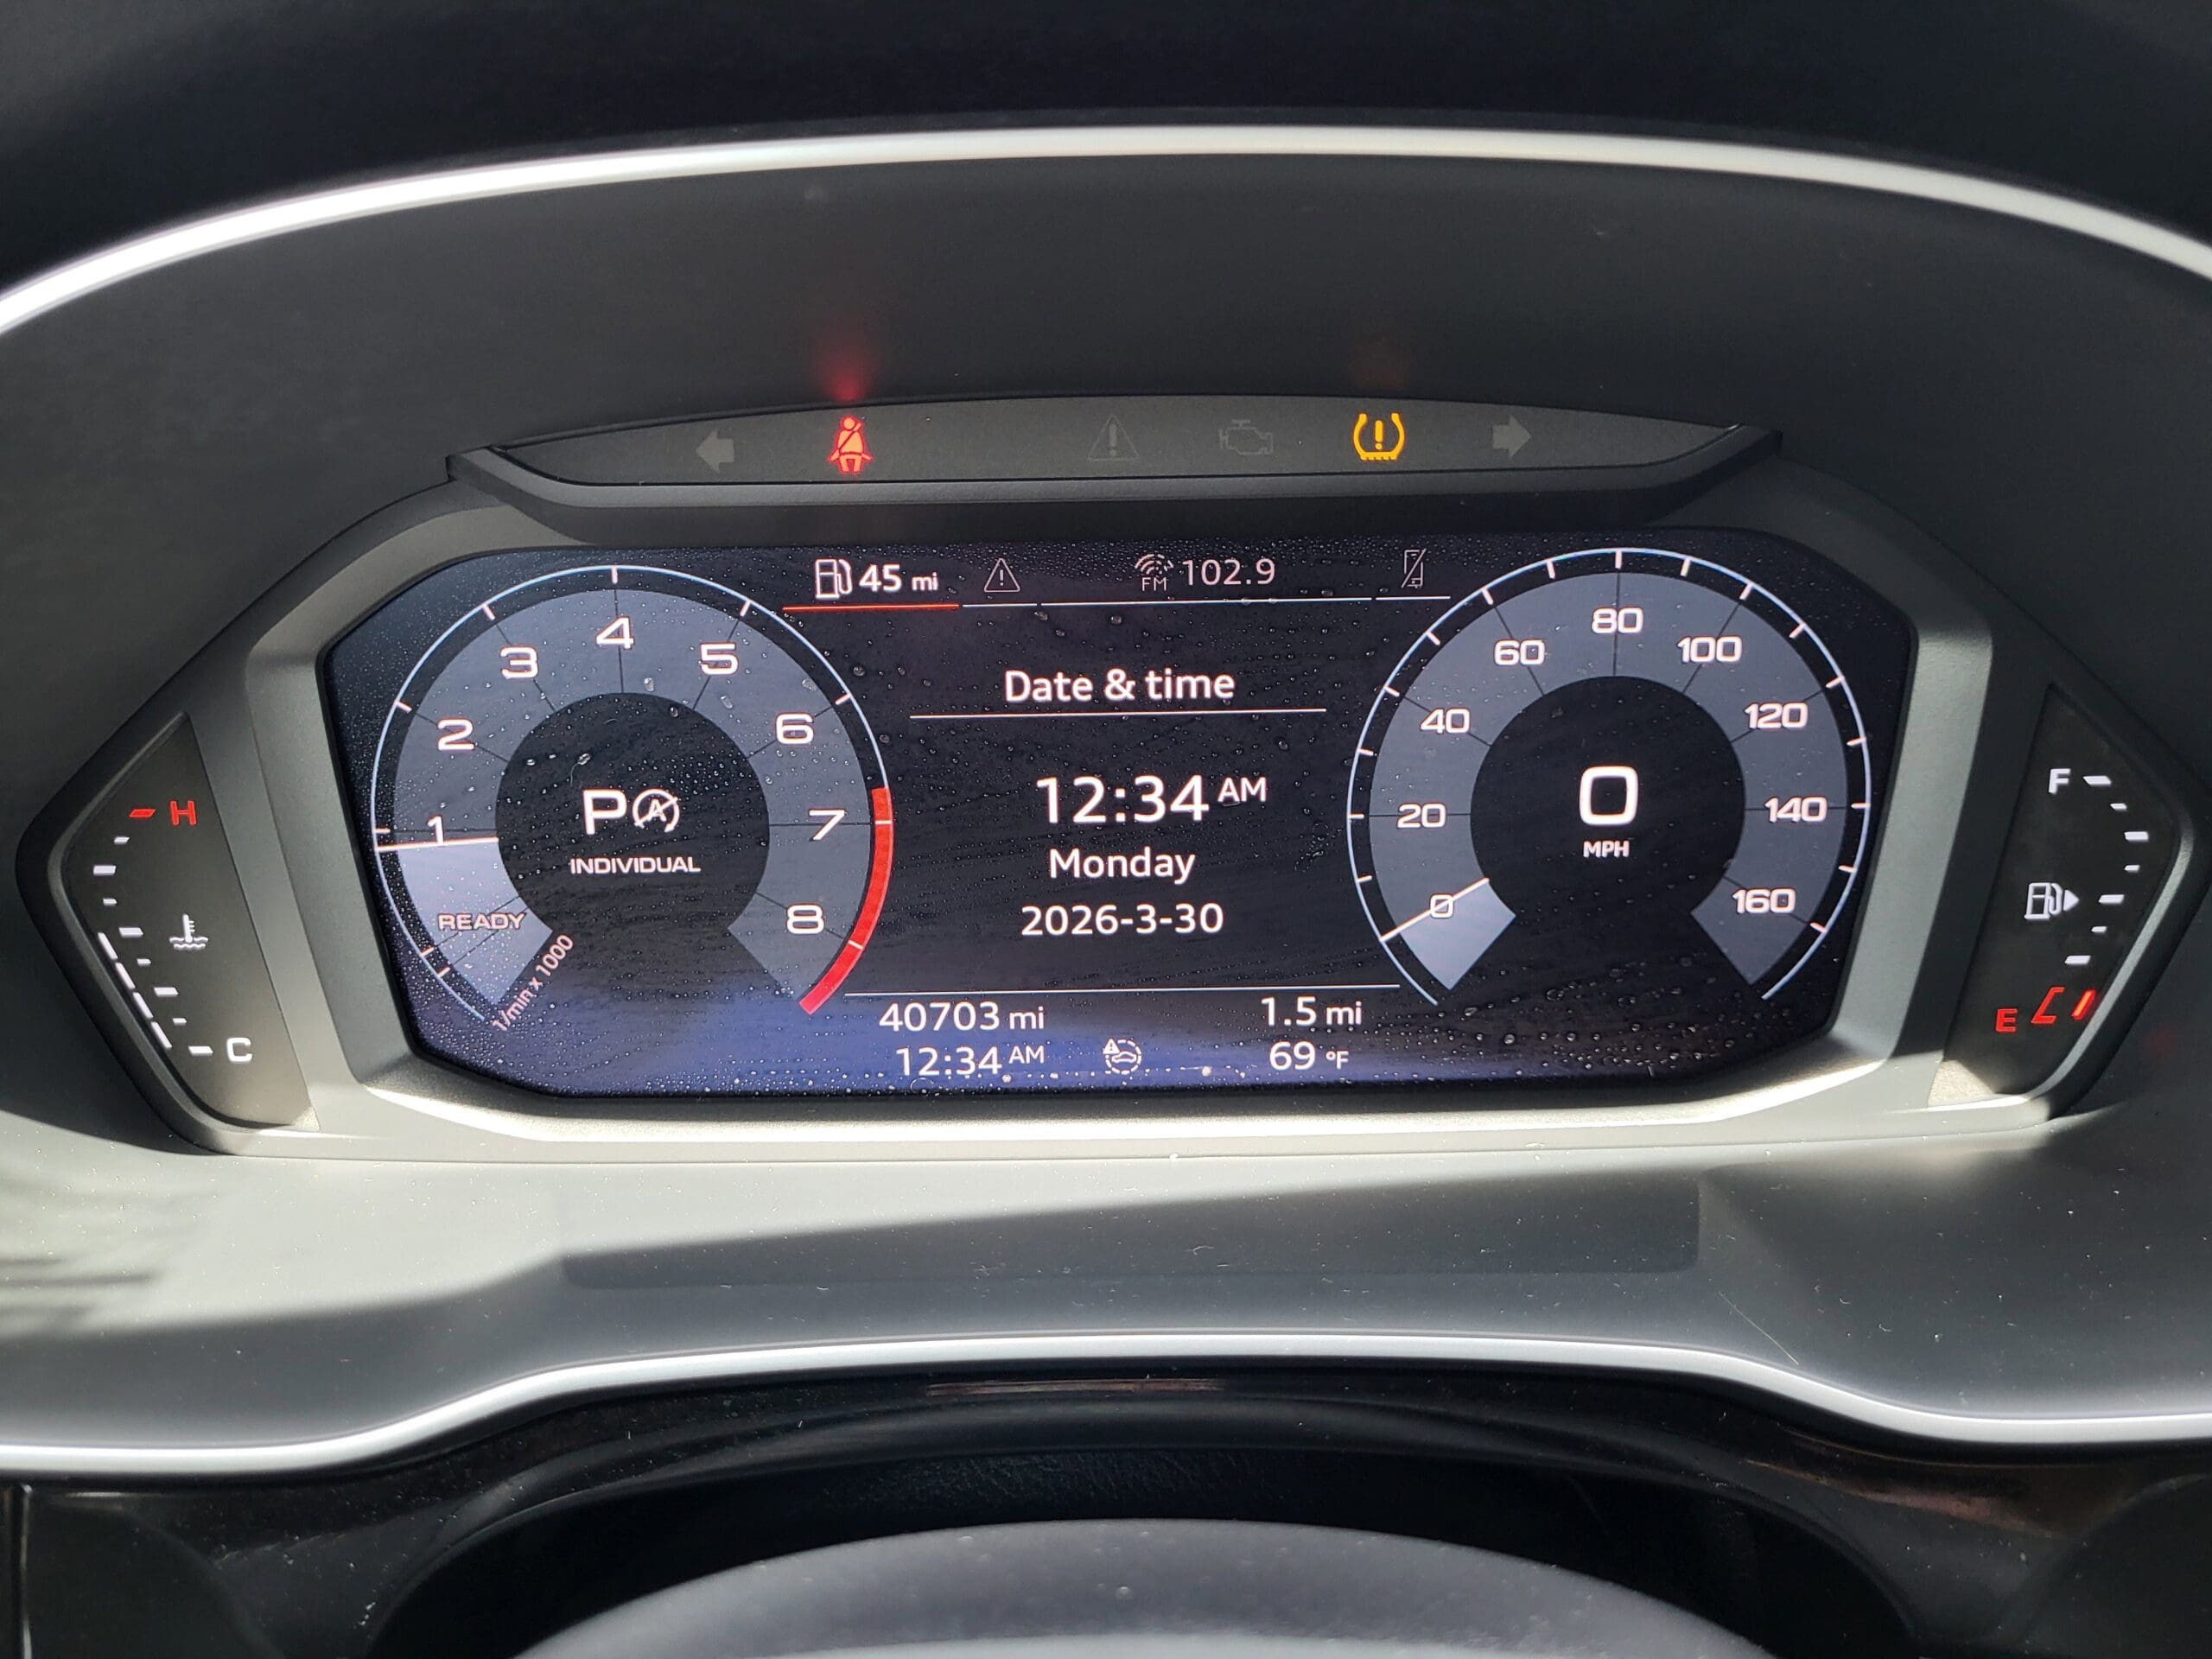 45 mi
FM 102.9
Date & time
12:34 AM
Monday
2026-3-30
40703 mi
1.5 mi
12:34 AM
69 °F
1
2
3
4
5
6
7
8
P A
INDIVIDUAL
READY
1/min x 1000
0
20
40
60
80
100
120
140
160
0
MPH
H
C
F
E